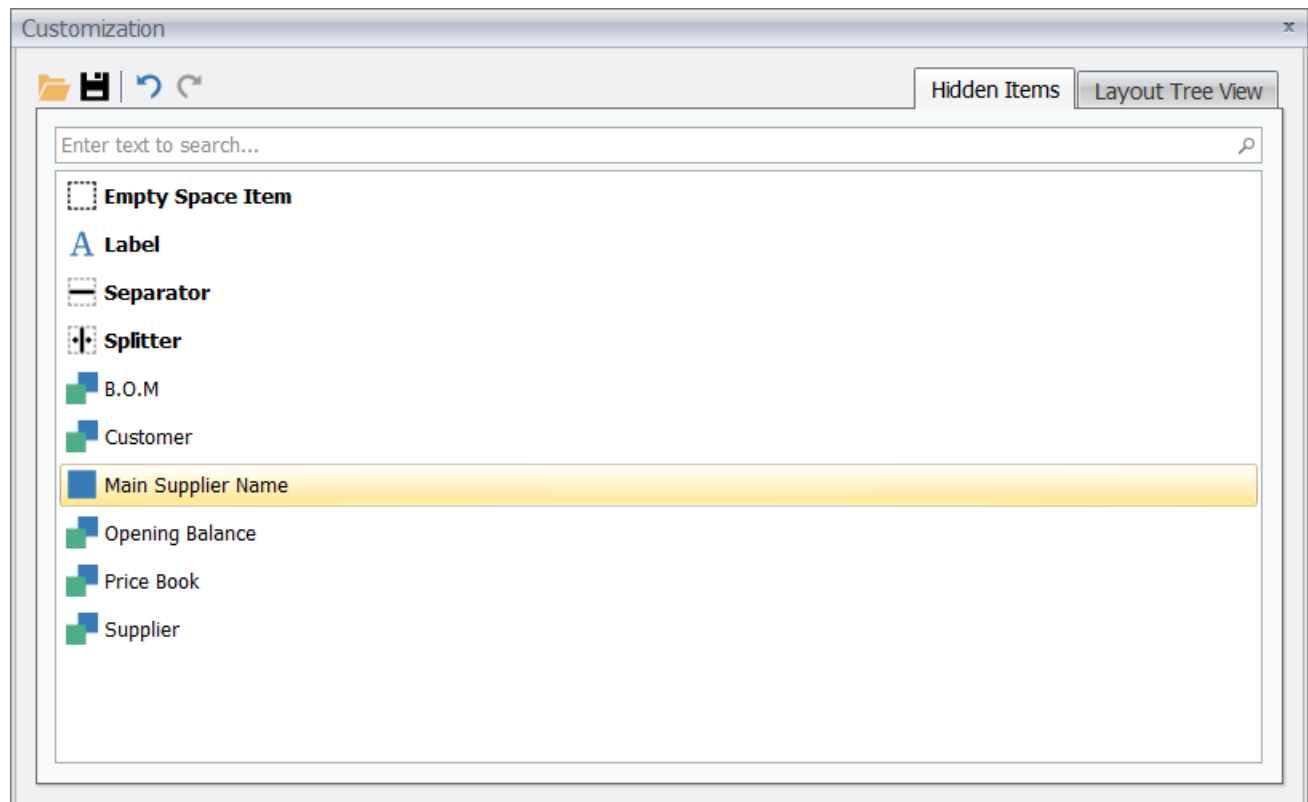 Customization
x
Hidden Items
Layout Tree View
Enter text to search...
Empty Space Item
A Label
Separator
Splitter
B.O.M
Customer
Main Supplier Name
Opening Balance
Price Book
Supplier